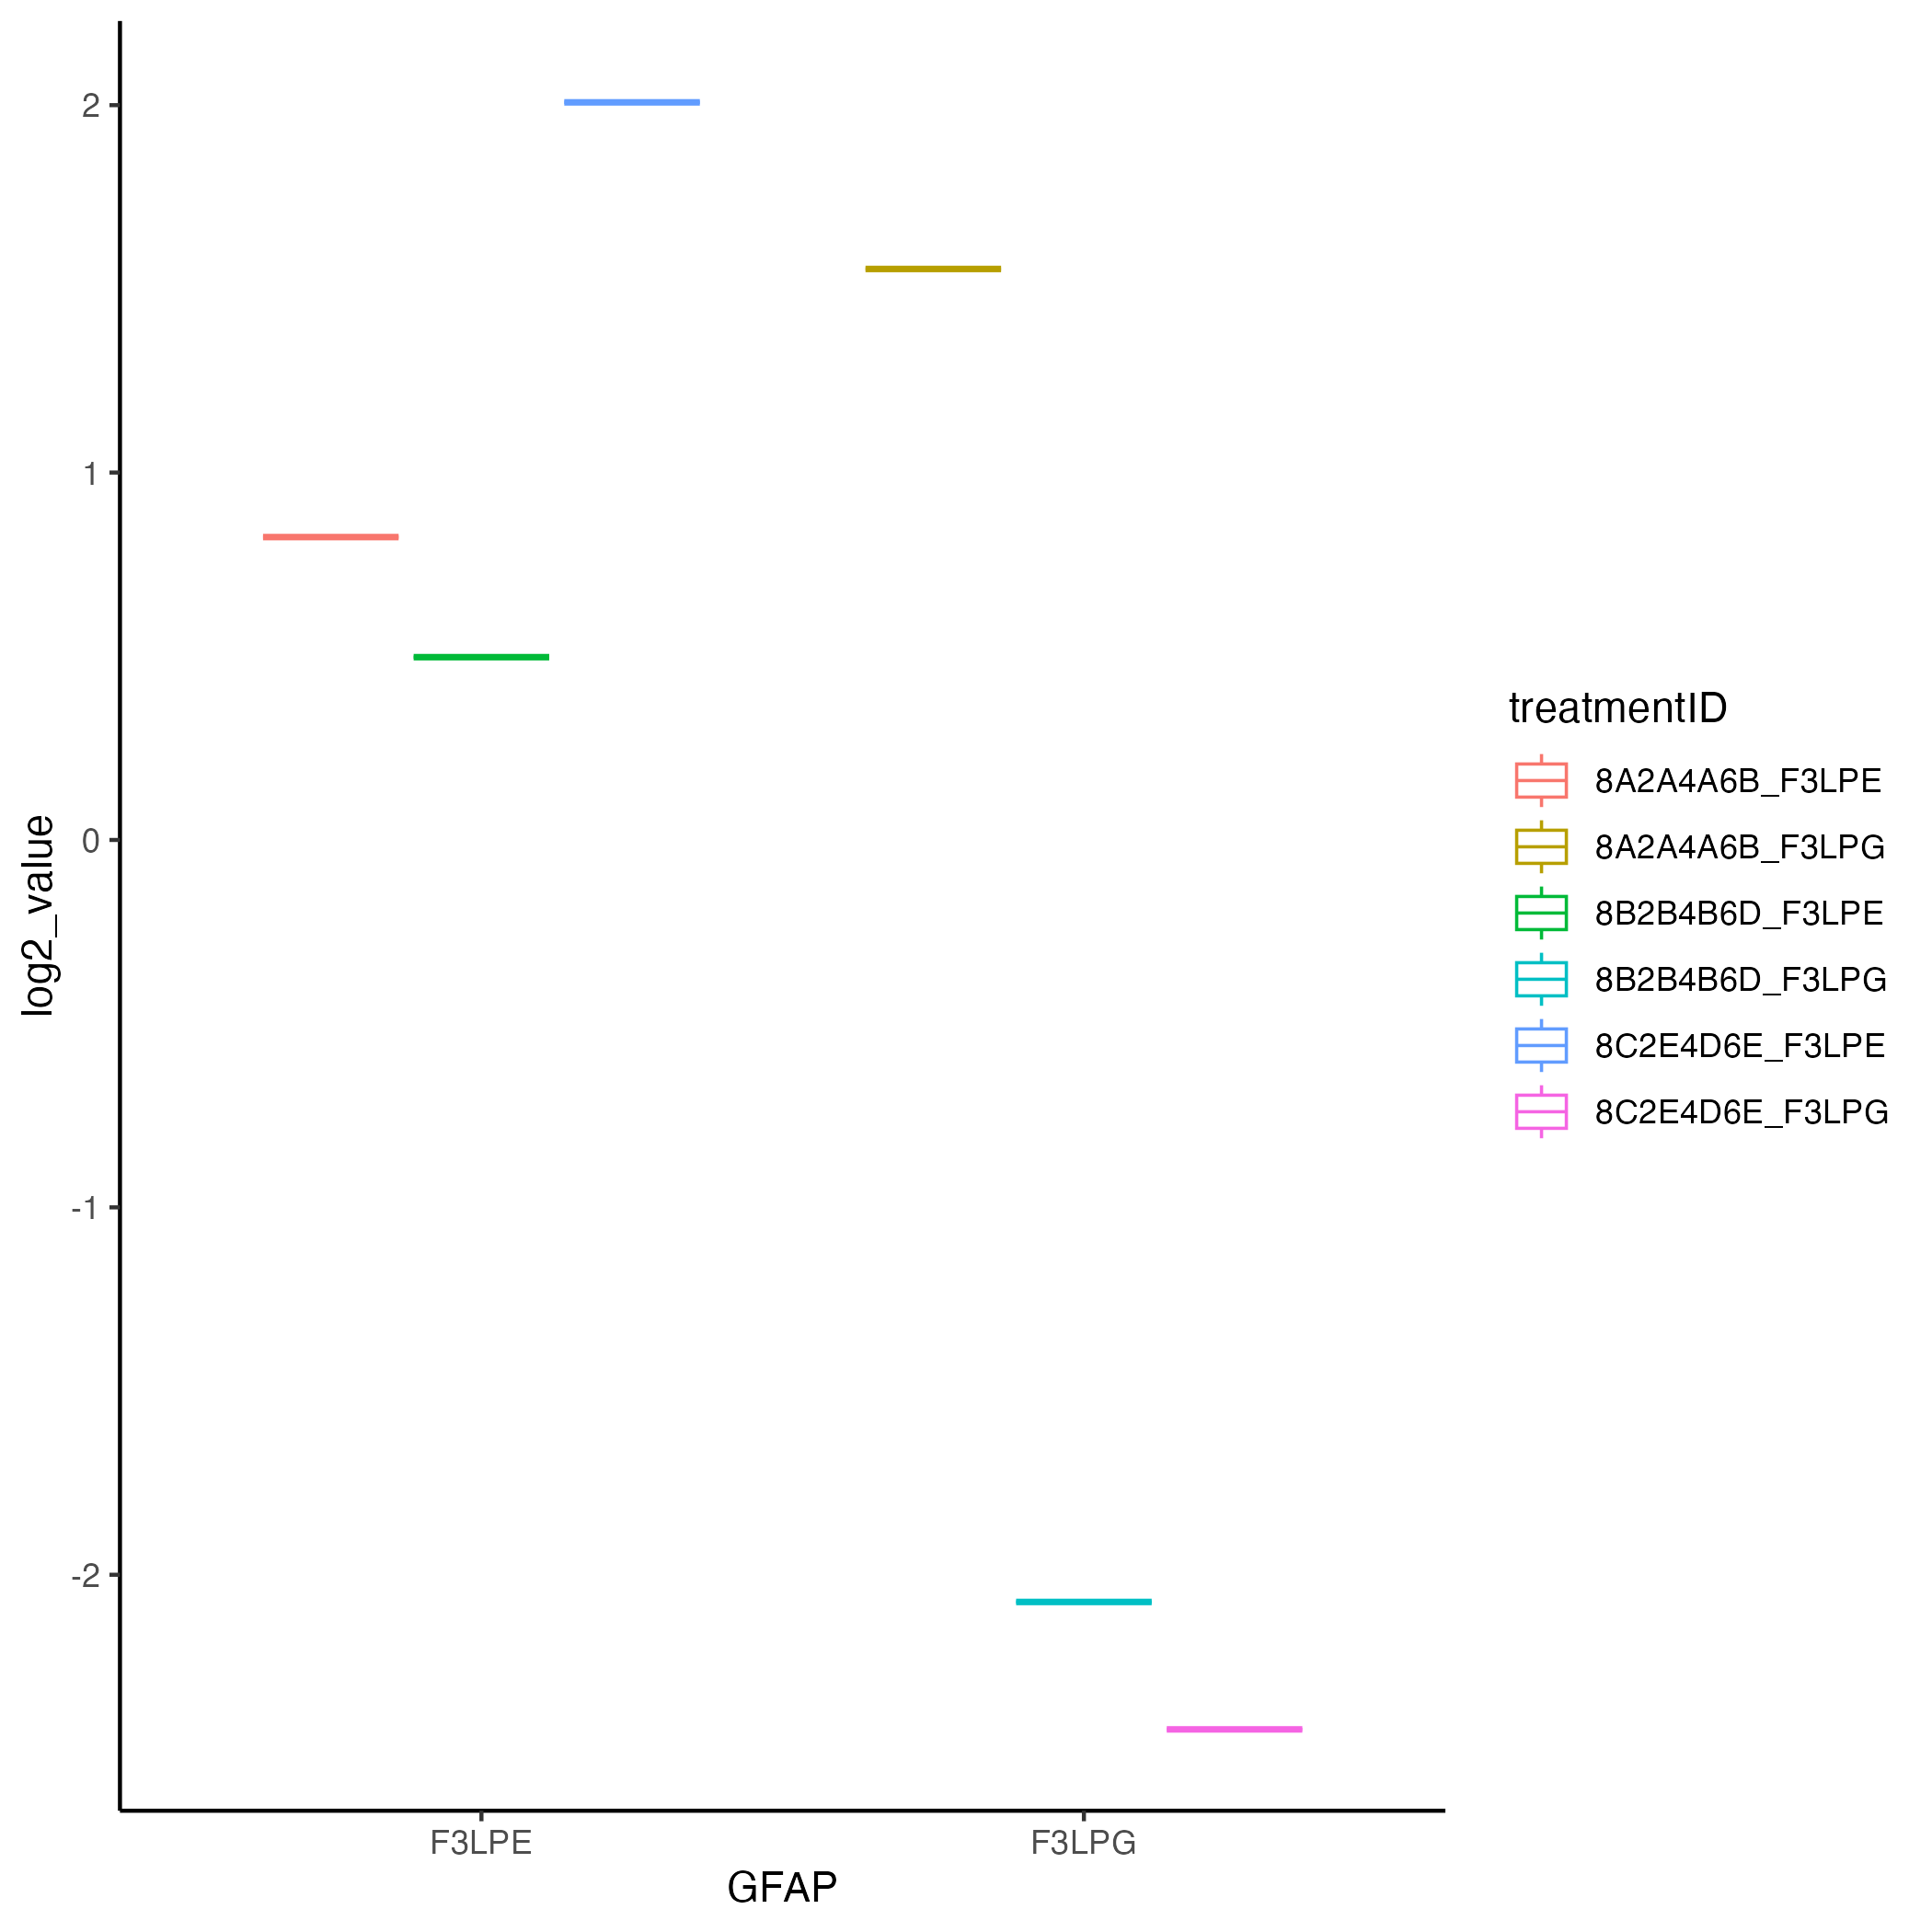 2
1
0
-1
-2
log2_value
F3LPE
F3LPG
GFAP
treatmentID
8A2A4A6B_F3LPE
8A2A4A6B_F3LPG
8B2B4B6D_F3LPE
8B2B4B6D_F3LPG
8C2E4D6E_F3LPE
8C2E4D6E_F3LPG